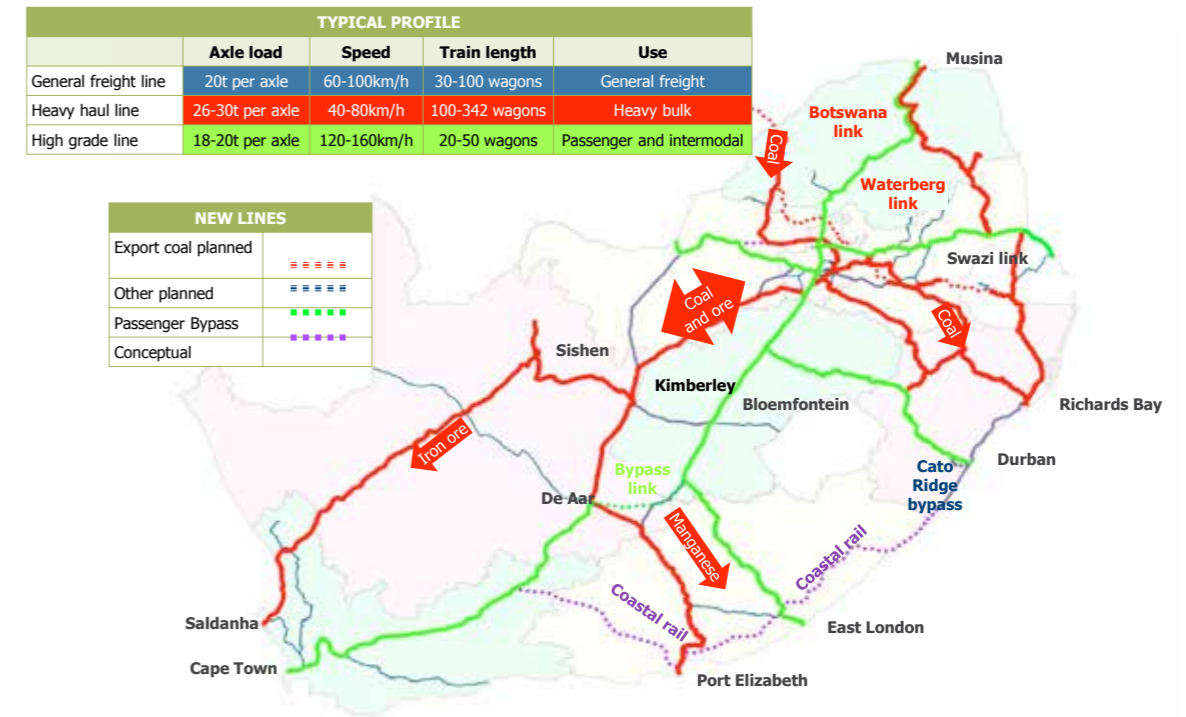 TYPICAL PROFILE
Axle load Speed Train length Use
General freight line 20t per axle 60-100km/h 30-100 wagons General freight
Heavy haul line 26-30t per axle 40-80km/h 100-342 wagons Heavy bulk
High grade line 18-20t per axle 120-160km/h 20-50 wagons Passenger and intermodal
NEW LINES
Export coal planned
Other planned
Passenger Bypass
Conceptual
Musina
Botswana
link
Coal
Waterberg
link
Swazi link
Coal
and ore
Coal
Sishen
Kimberley
Bloemfontein
Richards Bay
Iron ore
Durban
Cato
Ridge
bypass
Bypass
link
De Aar
Manganese
Coastal rail
Coastal rail
Saldanha
East London
Cape Town
Port Elizabeth